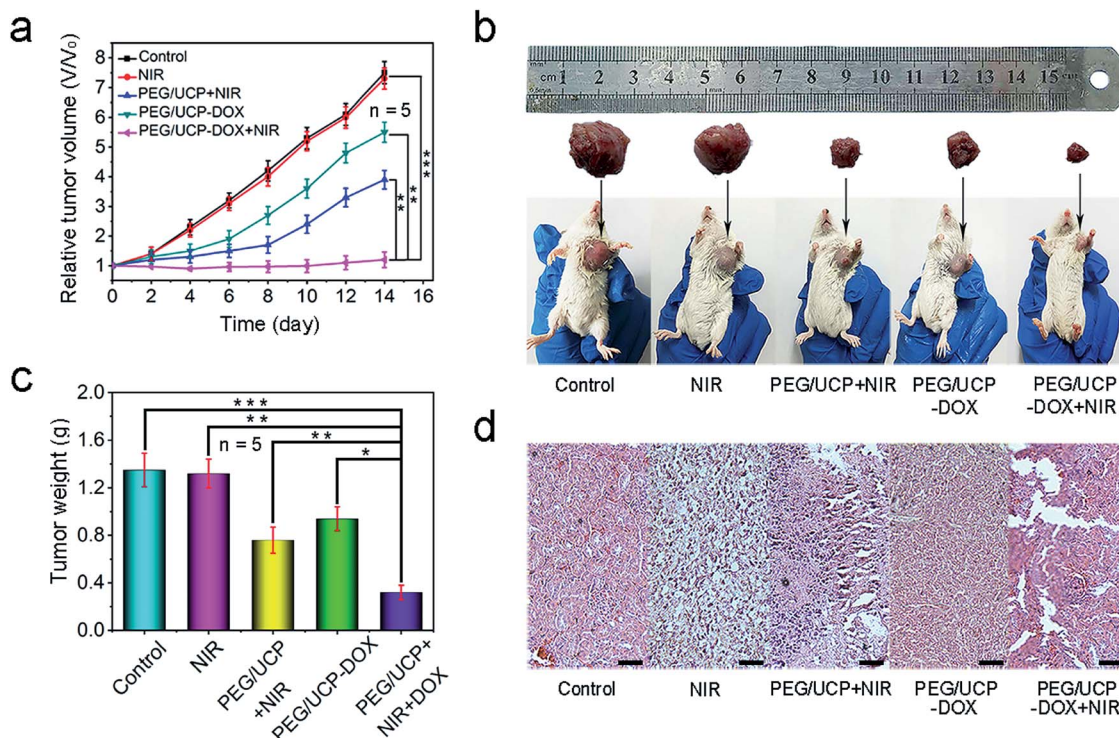 a
Relative tumor volume (V/V₀)
7
6
5
4
3
2
1
0 2 4 6 8 10 12 14 16
Time (day)
Control
NIR
PEG/UCP+NIR
PEG/UCP-DOX
PEG/UCP-DOX+NIR
n = 5
**
**
***
b
cm 1 2 3 4 5 6 7 8 9 10 11 12 13 14 15 cm
Control
NIR
PEG/UCP+NIR
PEG/UCP
-DOX
PEG/UCP
-DOX+NIR
c
Tumor weight (g)
2.0
1.6
1.2
0.8
0.4
0.0
***
**
n = 5
**
*
Control
NIR
PEG/UCP
+NIR
PEG/UCP-DOX
PEG/UCP+
NIR+DOX
d
Control
NIR
PEG/UCP+NIR
PEG/UCP
-DOX
PEG/UCP
-DOX+NIR